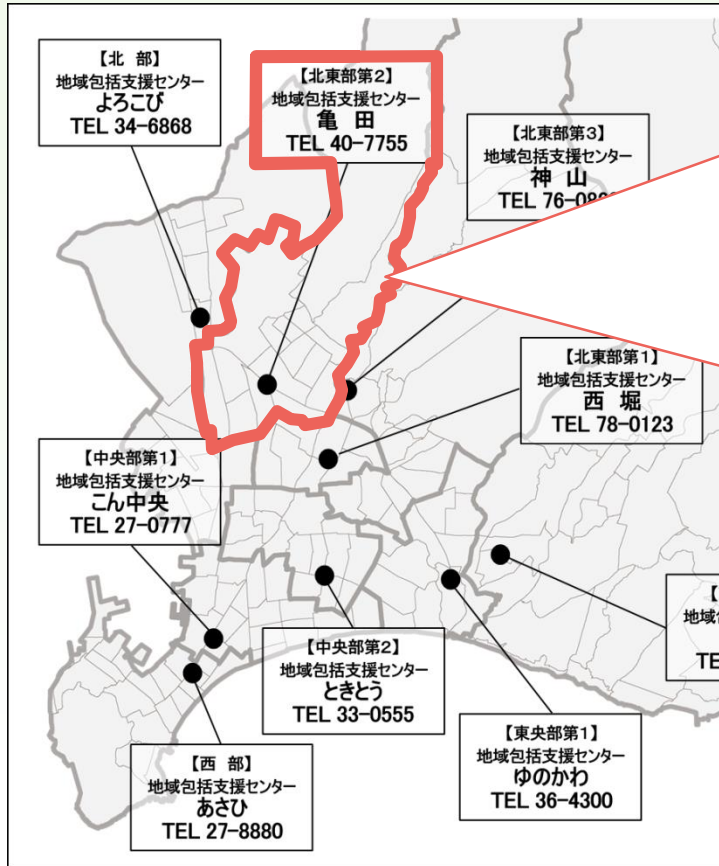 【北 部】
地域包括支援センター
よろこび
TEL 34-6868
【北東部第2】
地域包括支援センター
亀 田
TEL 40-7755
【北東部第3】
地域包括支援センター
神 山
TEL 76-08
【北東部第1】
地域包括支援センター
西 堀
TEL 78-0123
【中央部第1】
地域包括支援センター
こん中央
TEL 27-0777
【
地域
TE
【中央部第2】
地域包括支援センター
ときとう
TEL 33-0555
【東央部第1】
地域包括支援センター
ゆのかわ
TEL 36-4300
【西 部】
地域包括支援センター
あさひ
TEL 27-8880